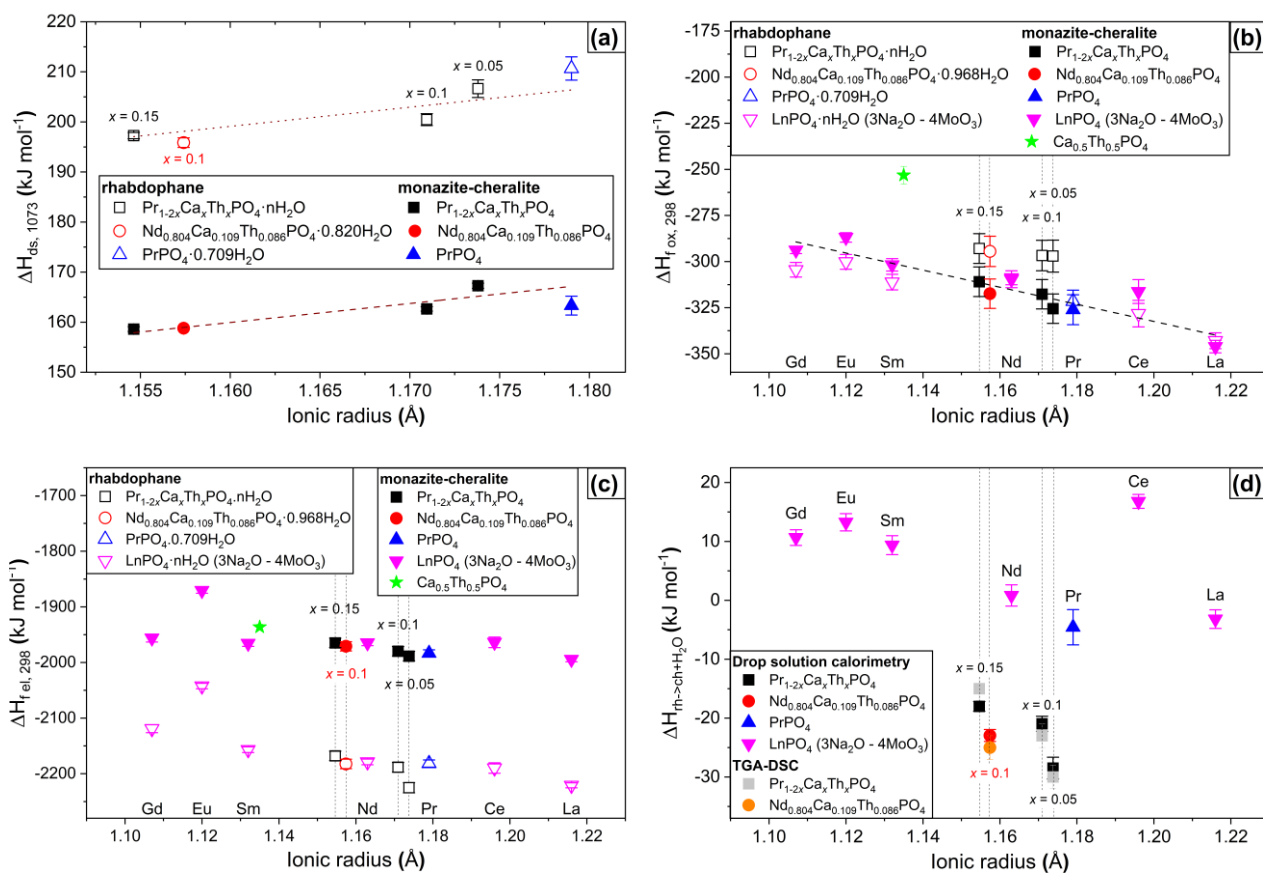 (a)
220
210
200
190
180
170
160
150
ΔH_ds, 1073 (kJ mol⁻¹)
x = 0.15
x = 0.1
x = 0.1
x = 0.05
rhabdophane
Pr₁₋₂ₓCaₓThₓPO₄·nH₂O
Nd₀.₈₀₄Ca₀.₁₀₉Th₀.₀₈₆PO₄·0.820H₂O
PrPO₄·0.709H₂O
monazite-cheralite
Pr₁₋₂ₓCaₓThₓPO₄
Nd₀.₈₀₄Ca₀.₁₀₉Th₀.₀₈₆PO₄
PrPO₄
1.155 1.160 1.165 1.170 1.175 1.180
Ionic radius (Å)
(b)
-200
-225
-250
-275
-300
-325
-350
ΔH_f ox, 298 (kJ mol⁻¹)
rhabdophane
Pr₁₋₂ₓCaₓThₓPO₄·nH₂O
Nd₀.₈₀₄Ca₀.₁₀₉Th₀.₀₈₆PO₄·0.968H₂O
PrPO₄·0.709H₂O
LnPO₄·nH₂O (3Na₂O - 4MoO₃)
monazite-cheralite
Pr₁₋₂ₓCaₓThₓPO₄
Nd₀.₈₀₄Ca₀.₁₀₉Th₀.₀₈₆PO₄
PrPO₄
LnPO₄ (3Na₂O - 4MoO₃)
Ca₀.₅Th₀.₅PO₄
x = 0.05
x = 0.15
x = 0.1
Gd Eu Sm Nd Pr Ce La
1.10 1.12 1.14 1.16 1.18 1.20 1.22
Ionic radius (Å)
(c)
-1700
-1800
-1900
-2000
-2100
-2200
ΔH_f el, 298 (kJ mol⁻¹)
rhabdophane
Pr₁₋₂ₓCaₓThₓPO₄.nH₂O
Nd₀.₈₀₄Ca₀.₁₀₉Th₀.₀₈₆PO₄·0.968H₂O
PrPO₄.0.709H₂O
LnPO₄·nH₂O (3Na₂O - 4MoO₃)
monazite-cheralite
Pr₁₋₂ₓCaₓThₓPO₄
Nd₀.₈₀₄Ca₀.₁₀₉Th₀.₀₈₆PO₄
PrPO₄
LnPO₄ (3Na₂O - 4MoO₃)
Ca₀.₅Th₀.₅PO₄
x = 0.15
x = 0.1
x = 0.1
x = 0.05
Gd Eu Sm Nd Pr Ce La
1.10 1.12 1.14 1.16 1.18 1.20 1.22
Ionic radius (Å)
(d)
20
10
0
-10
-20
-30
ΔH_rh->ch+H₂O (kJ mol⁻¹)
Gd
Eu
Sm
Nd
Pr
Ce
La
x = 0.15
x = 0.1
x = 0.1
x = 0.05
Drop solution calorimetry
Pr₁₋₂ₓCaₓThₓPO₄
Nd₀.₈₀₄Ca₀.₁₀₉Th₀.₀₈₆PO₄
PrPO₄
LnPO₄ (3Na₂O - 4MoO₃)
TGA-DSC
Pr₁₋₂ₓCaₓThₓPO₄
Nd₀.₈₀₄Ca₀.₁₀₉Th₀.₀₈₆PO₄
1.10 1.12 1.14 1.16 1.18 1.20 1.22
Ionic radius (Å)